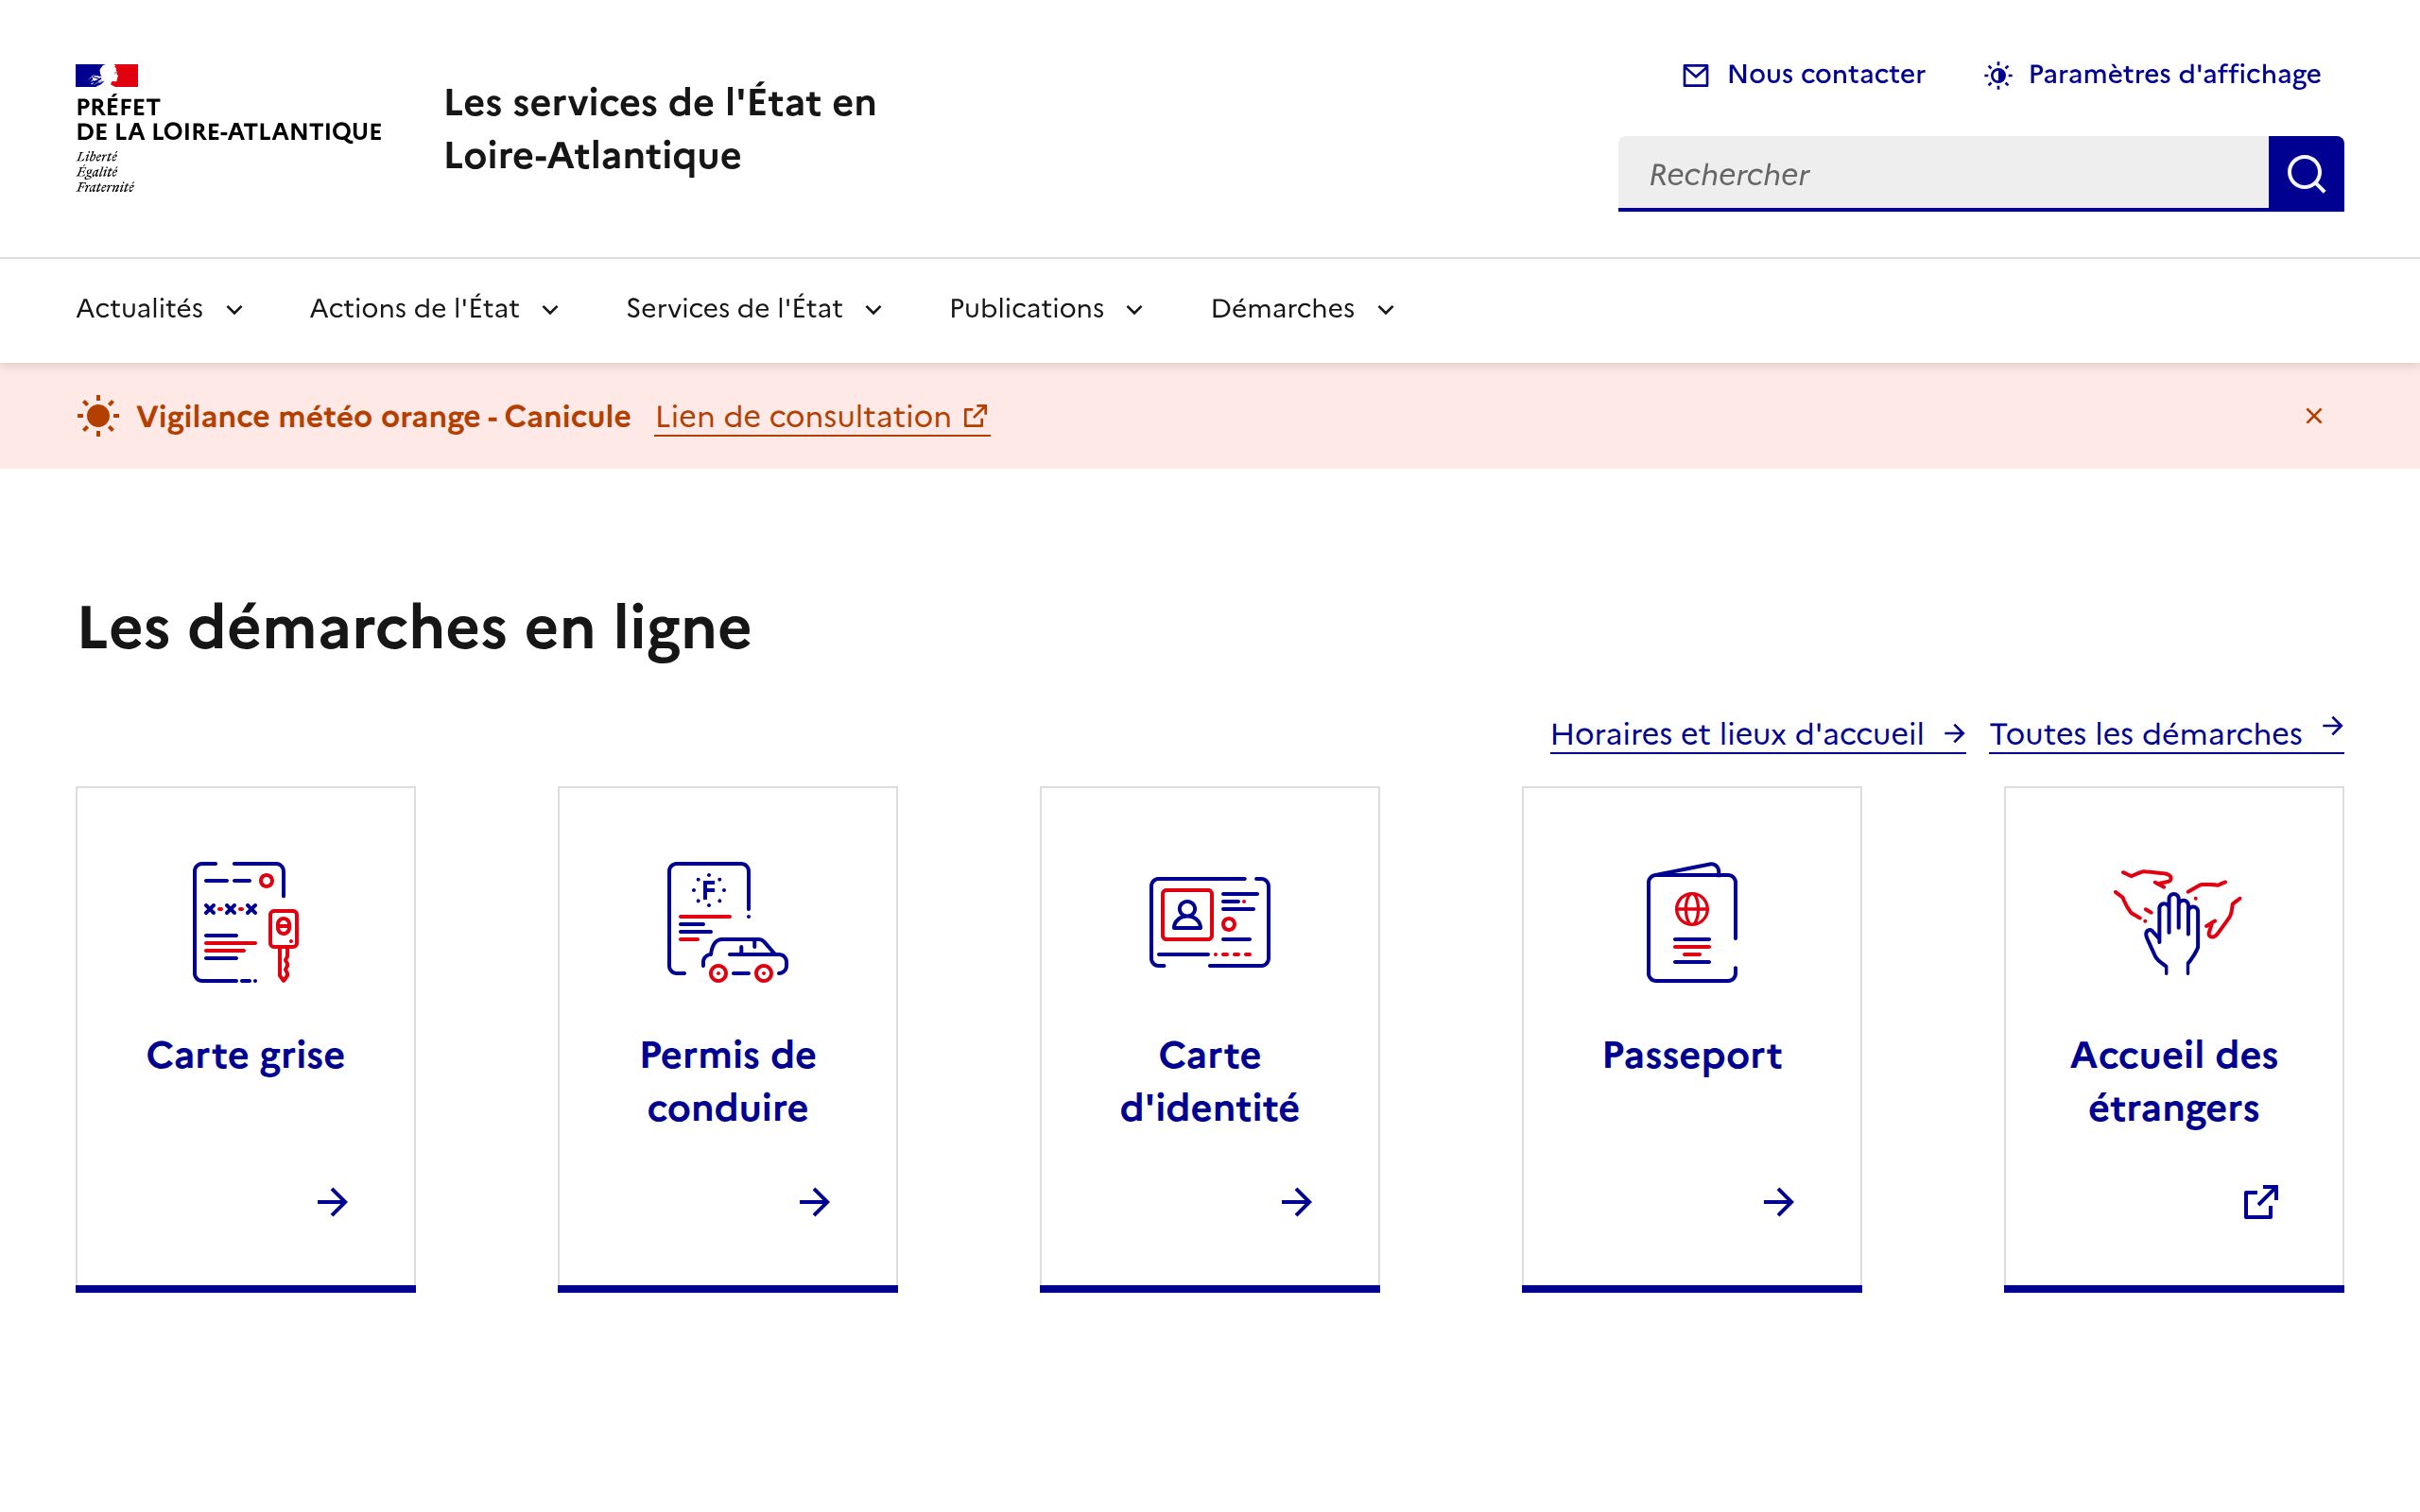 PRÉFET
DE LA LOIRE-ATLANTIQUE
Liberté
Égalité
Fraternité
Les services de l'État en
Loire-Atlantique
Nous contacter
Paramètres d'affichage
Rechercher
Actualités
Actions de l'État
Services de l'État
Publications
Démarches
Vigilance météo orange - Canicule
Lien de consultation
Les démarches en ligne
Horaires et lieux d'accueil
Toutes les démarches
F
Carte grise
Permis de
conduire
Carte
d'identité
Passeport
Accueil des
étrangers